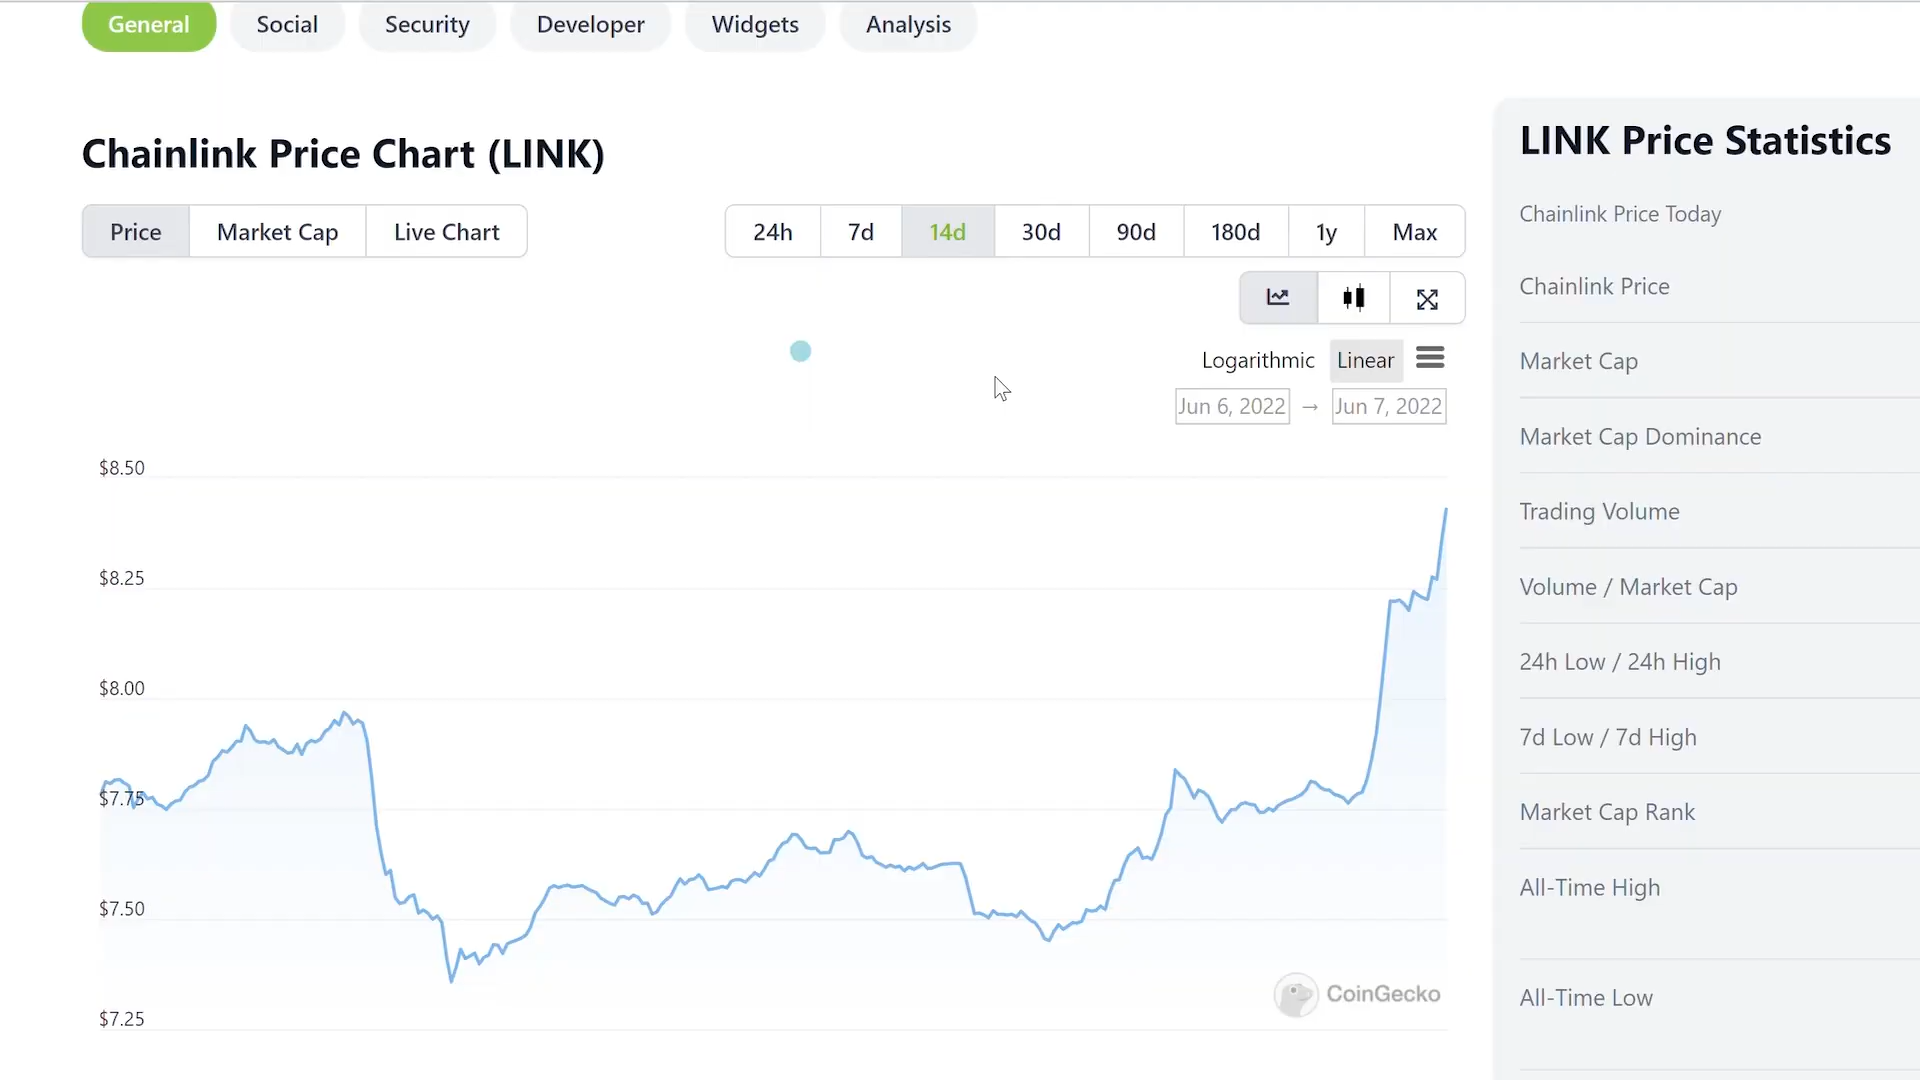 General Social Security Developer Widgets Analysis
Chainlink Price Chart (LINK)
Price Market Cap Live Chart
24h 7d 14d 30d 90d 180d 1y Max
Logarithmic Linear
Jun 6, 2022 → Jun 7, 2022
$8.50
$8.25
$8.00
$7.75
$7.50
$7.25
CoinGecko
LINK Price Statistics
Chainlink Price Today
Chainlink Price
Market Cap
Market Cap Dominance
Trading Volume
Volume / Market Cap
24h Low / 24h High
7d Low / 7d High
Market Cap Rank
All-Time High
All-Time Low